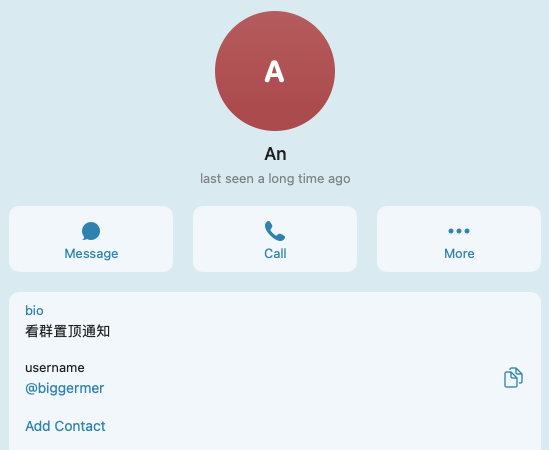 A
An
last seen a long time ago
Message
Call
More
bio
看群置顶通知
username
@biggermer
Add Contact